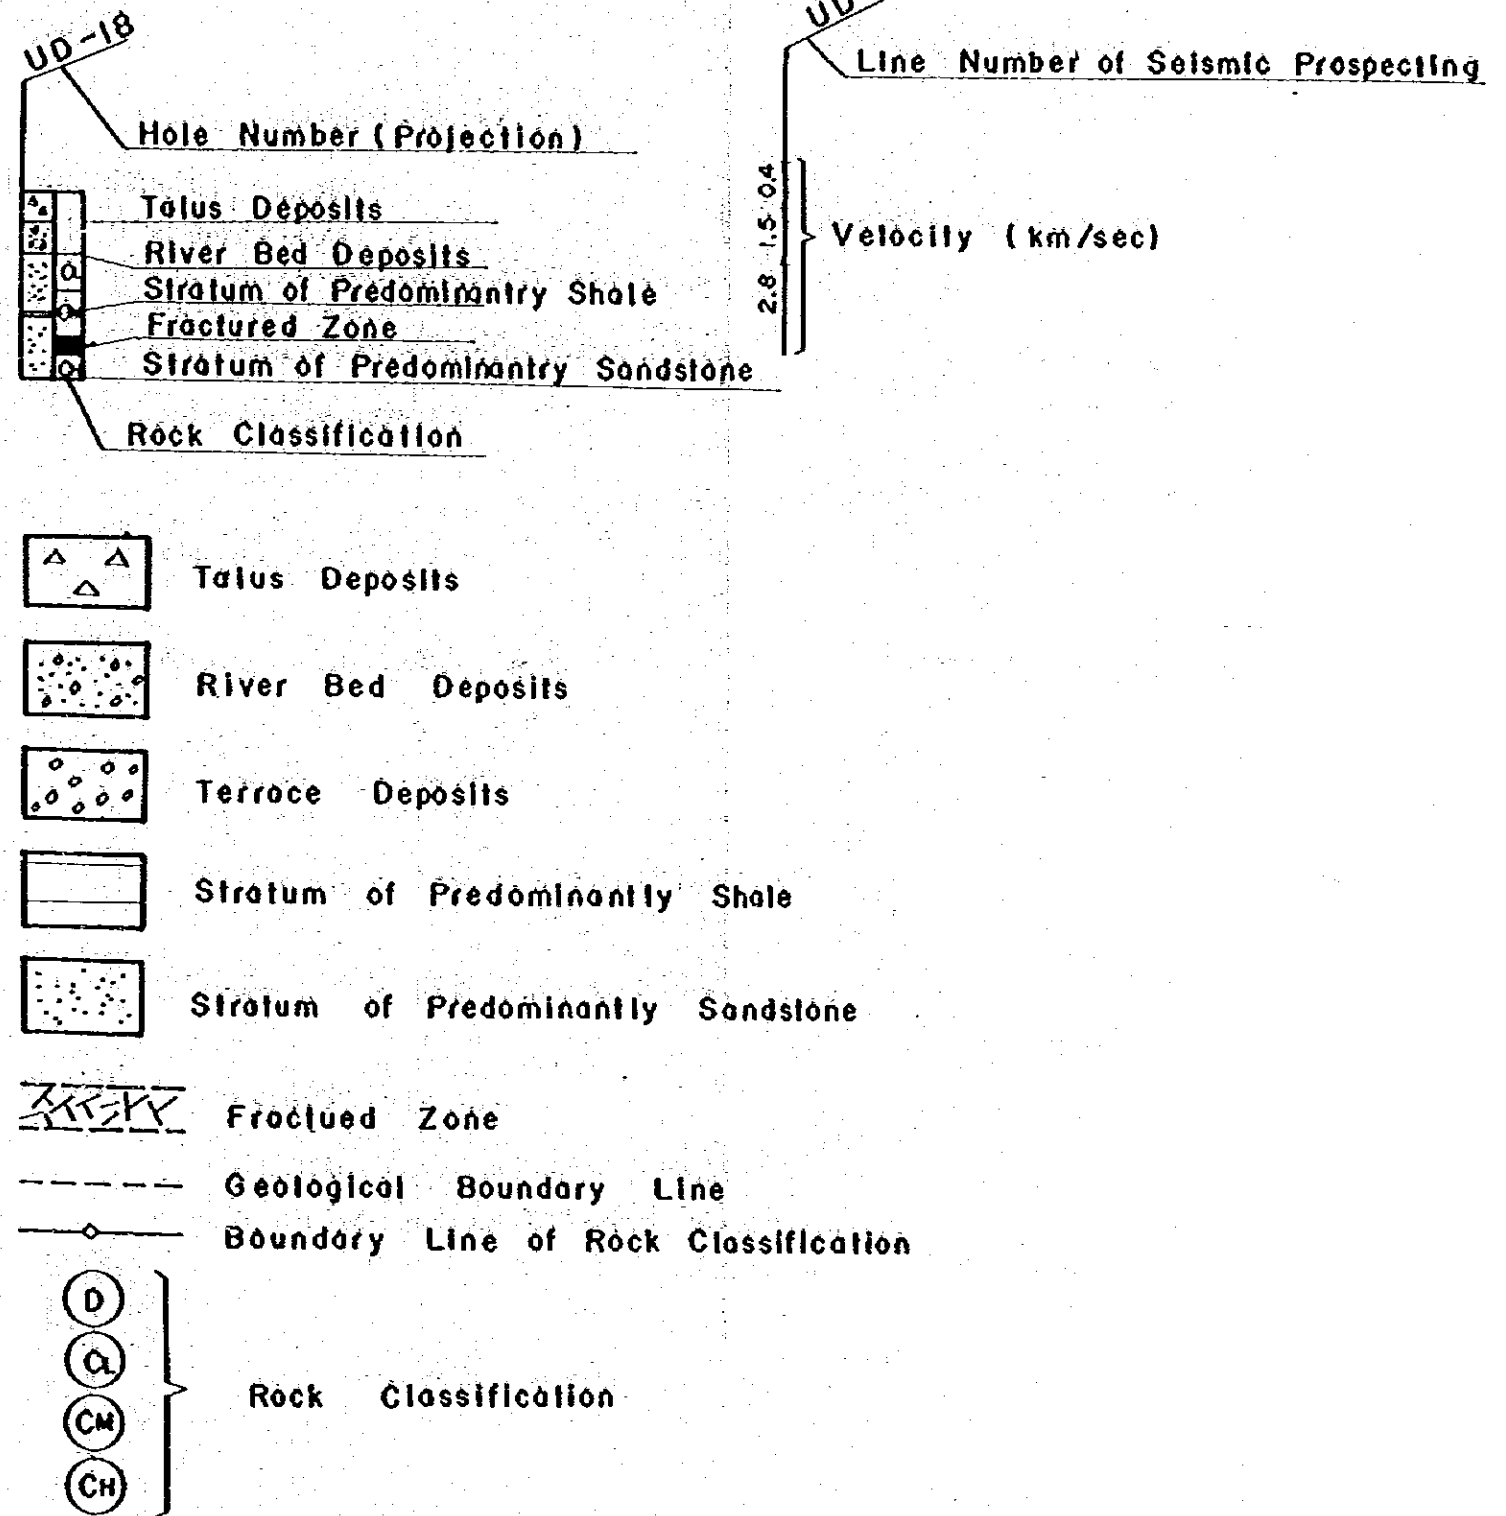 UD-18
Hole Number (Projection)
Talus Deposits
River Bed Deposits
CL
Stratum of Predominantry Shale
Fractured Zone
Stratum of Predominantry Sandstone
Rock Classification
UD
Line Number of Seismic Prospecting
2.8 1.5 0.4
Velocity (km/sec)
Talus Deposits
River Bed Deposits
Terrace Deposits
Stratum of Predominantly Shale
Stratum of Predominantly Sandstone
Fractued Zone
Geological Boundary Line
Boundary Line of Rock Classification
D
CL
CM
CH
Rock Classification